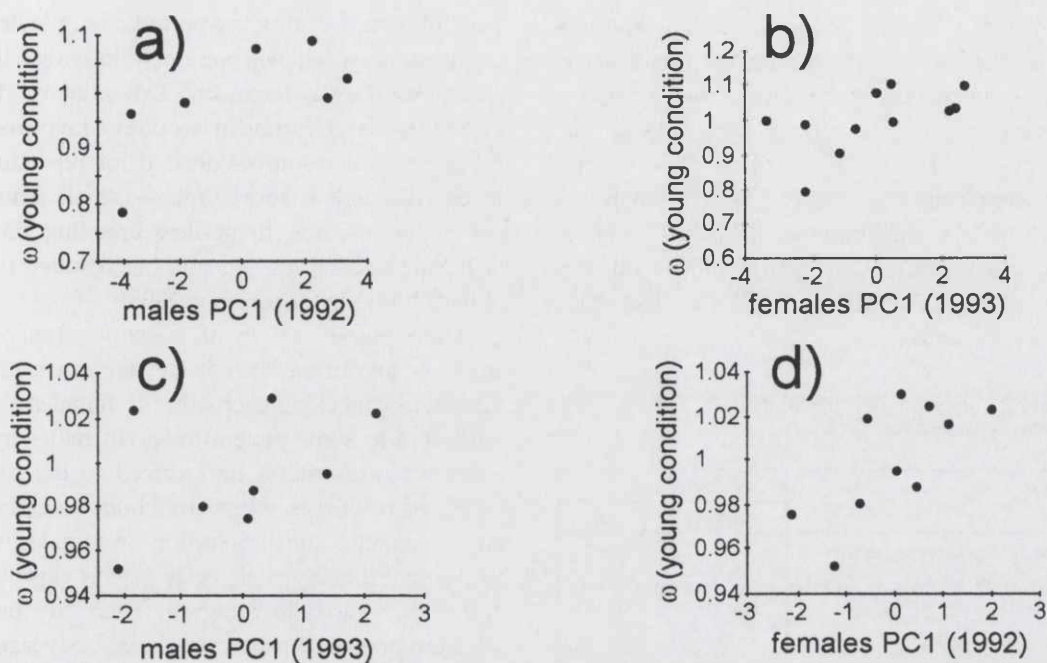 a)
ω (young condition)
1.1
1
0.9
0.8
0.7
-4 -2 0 2 4
males PC1 (1992)
b)
ω (young condition)
1.2
1.1
1
0.9
0.8
0.7
0.6
4 -2 0 2 4
females PC1 (1993)
c)
ω (young condition)
1.04
1.02
1
0.98
0.96
0.94
-2 -1 0 1 2 3
males PC1 (1993)
d)
ω (young condition)
1.04
1.02
1
0.98
0.96
0.94
-3 -2 -1 0 1 2 3
females PC1 (1992)